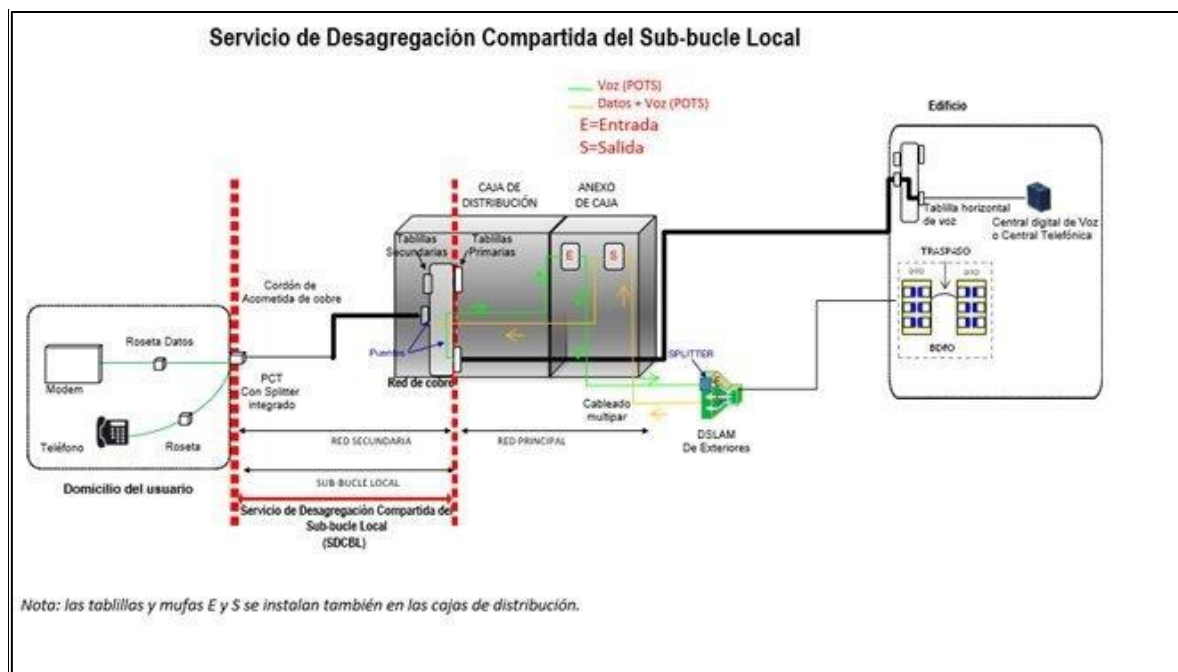 Servicio de Desagregación Compartida del Sub-bucle Local
Voz (POTS)
Datos + Voz (POTS)
E=Entrada
S=Salida
Edificio
CAJA DE
DISTRIBUCIÓN
ANEXO
DE CAJA
Tablillas
Secundarias
Tablillas
Primarias
E
S
Tablilla horizontal
de voz
Central digital de Voz
o Central Telefónica
TRASPASO
DFO
DFO
BDFO
Cordón de
Acometida de cobre
Puentes
Red de cobre
SPLITTER
Cableado
multipar
DSLAM
De Exteriores
Roseta Datos
Modem
PCT
Con Splitter
integrado
Teléfono
Roseta
Domicilio del usuario
RED SECUNDARIA
RED PRINCIPAL
SUB-BUCLE LOCAL
Servicio de Desagregación Compartida del
Sub-bucle Local
(SDCBL)
Nota: las tablillas y mufas E y S se instalan también en las cajas de distribución.